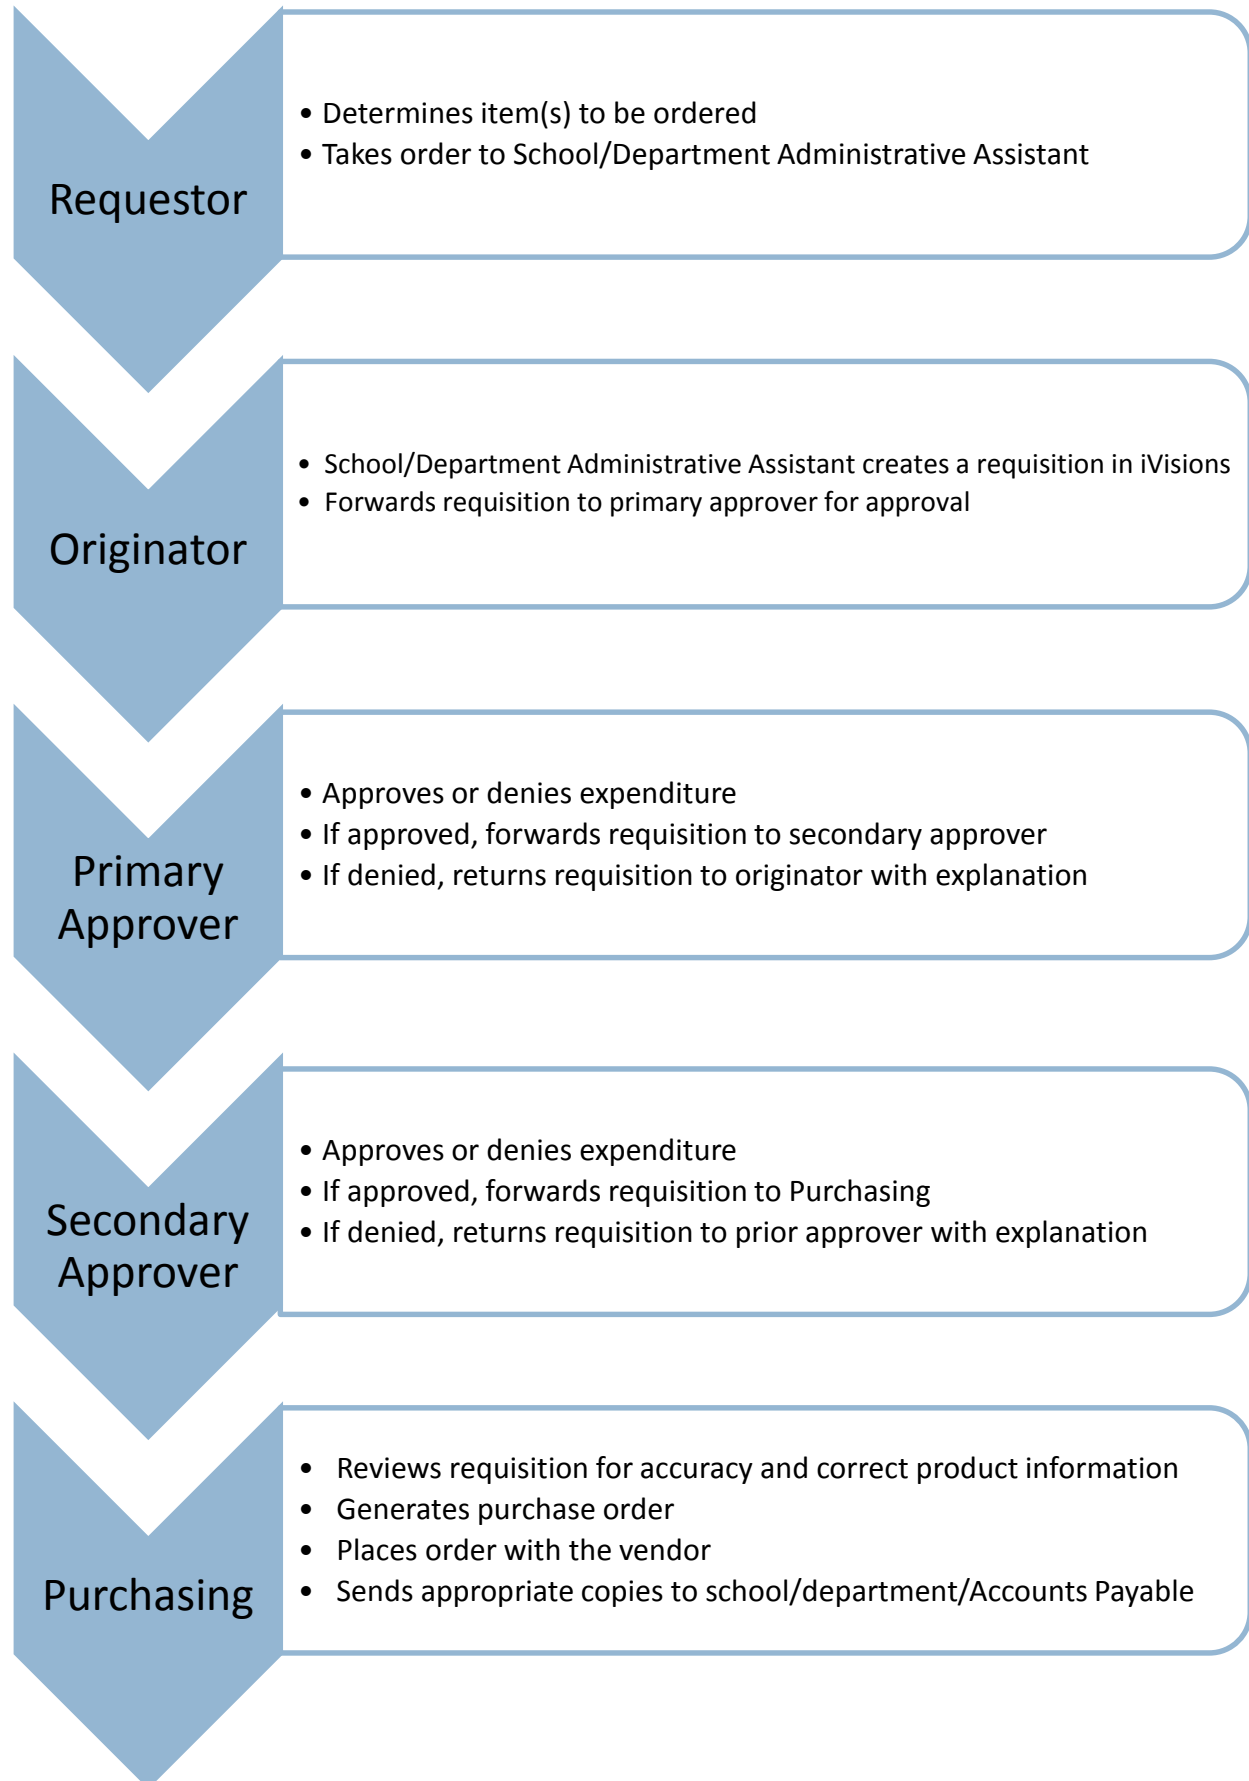 Requestor
• Determines item(s) to be ordered
• Takes order to School/Department Administrative Assistant
Originator
• School/Department Administrative Assistant creates a requisition in iVisions
• Forwards requisition to primary approver for approval
Primary
Approver
• Approves or denies expenditure
• If approved, forwards requisition to secondary approver
• If denied, returns requisition to originator with explanation
Secondary
Approver
• Approves or denies expenditure
• If approved, forwards requisition to Purchasing
• If denied, returns requisition to prior approver with explanation
Purchasing
• Reviews requisition for accuracy and correct product information
• Generates purchase order
• Places order with the vendor
• Sends appropriate copies to school/department/Accounts Payable